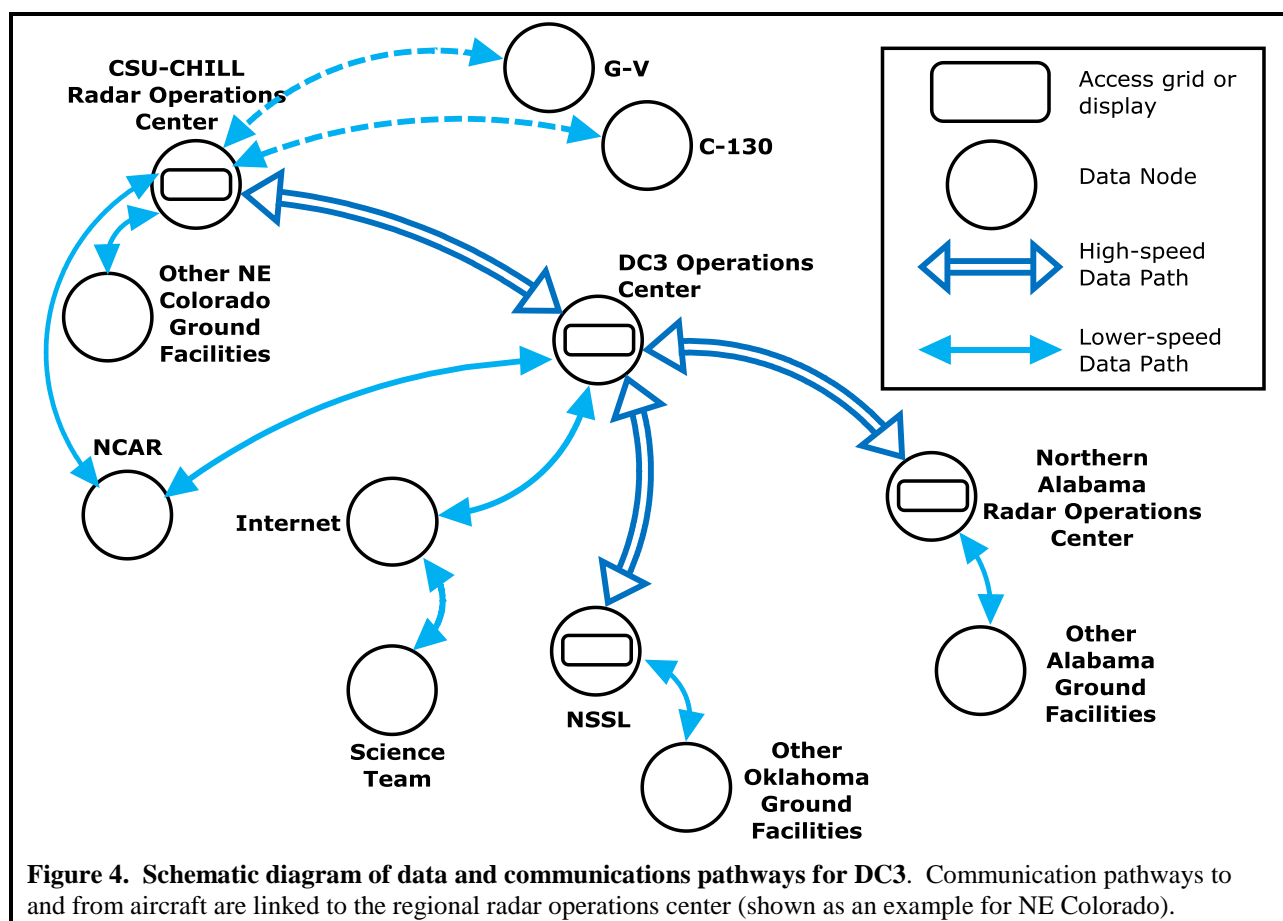 CSU-CHILL
Radar Operations
Center
G-V
C-130
Access grid or
display
Data Node
High-speed
Data Path
Lower-speed
Data Path
Other NE
Colorado
Ground
Facilities
DC3 Operations
Center
NCAR
Internet
Northern
Alabama
Radar Operations
Center
Science
Team
NSSL
Other
Alabama
Ground
Facilities
Other
Oklahoma
Ground
Facilities
Figure 4.  Schematic diagram of data and communications pathways for DC3.  Communication pathways to
and from aircraft are linked to the regional radar operations center (shown as an example for NE Colorado).